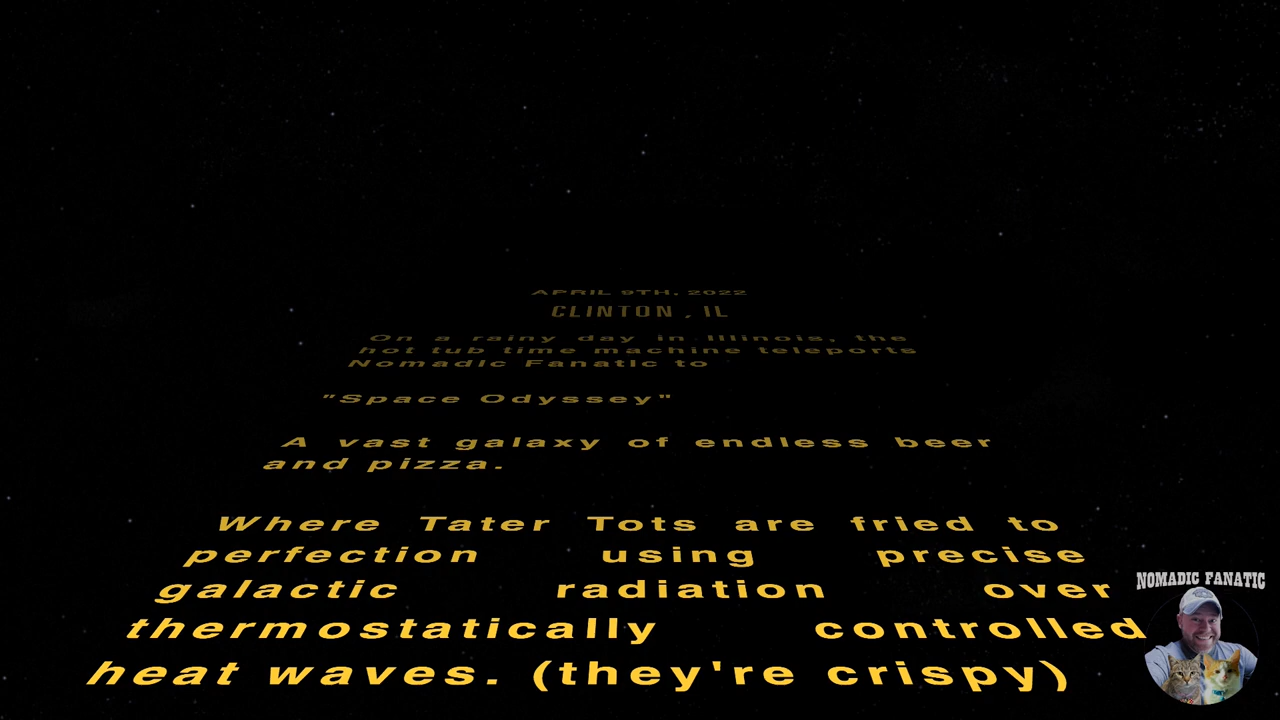 APRIL 9TH, 2022
CLINTON , IL
On a rainy day in Illinois, the
hot tub time machine teleports
Nomadic Fanatic to
"Space Odyssey"
A vast galaxy of endless beer
and pizza.
Where Tater Tots are fried to
perfection using precise
galactic radiation over
thermostatically controlled
heat waves. (they're crispy)
NOMADIC FANATIC